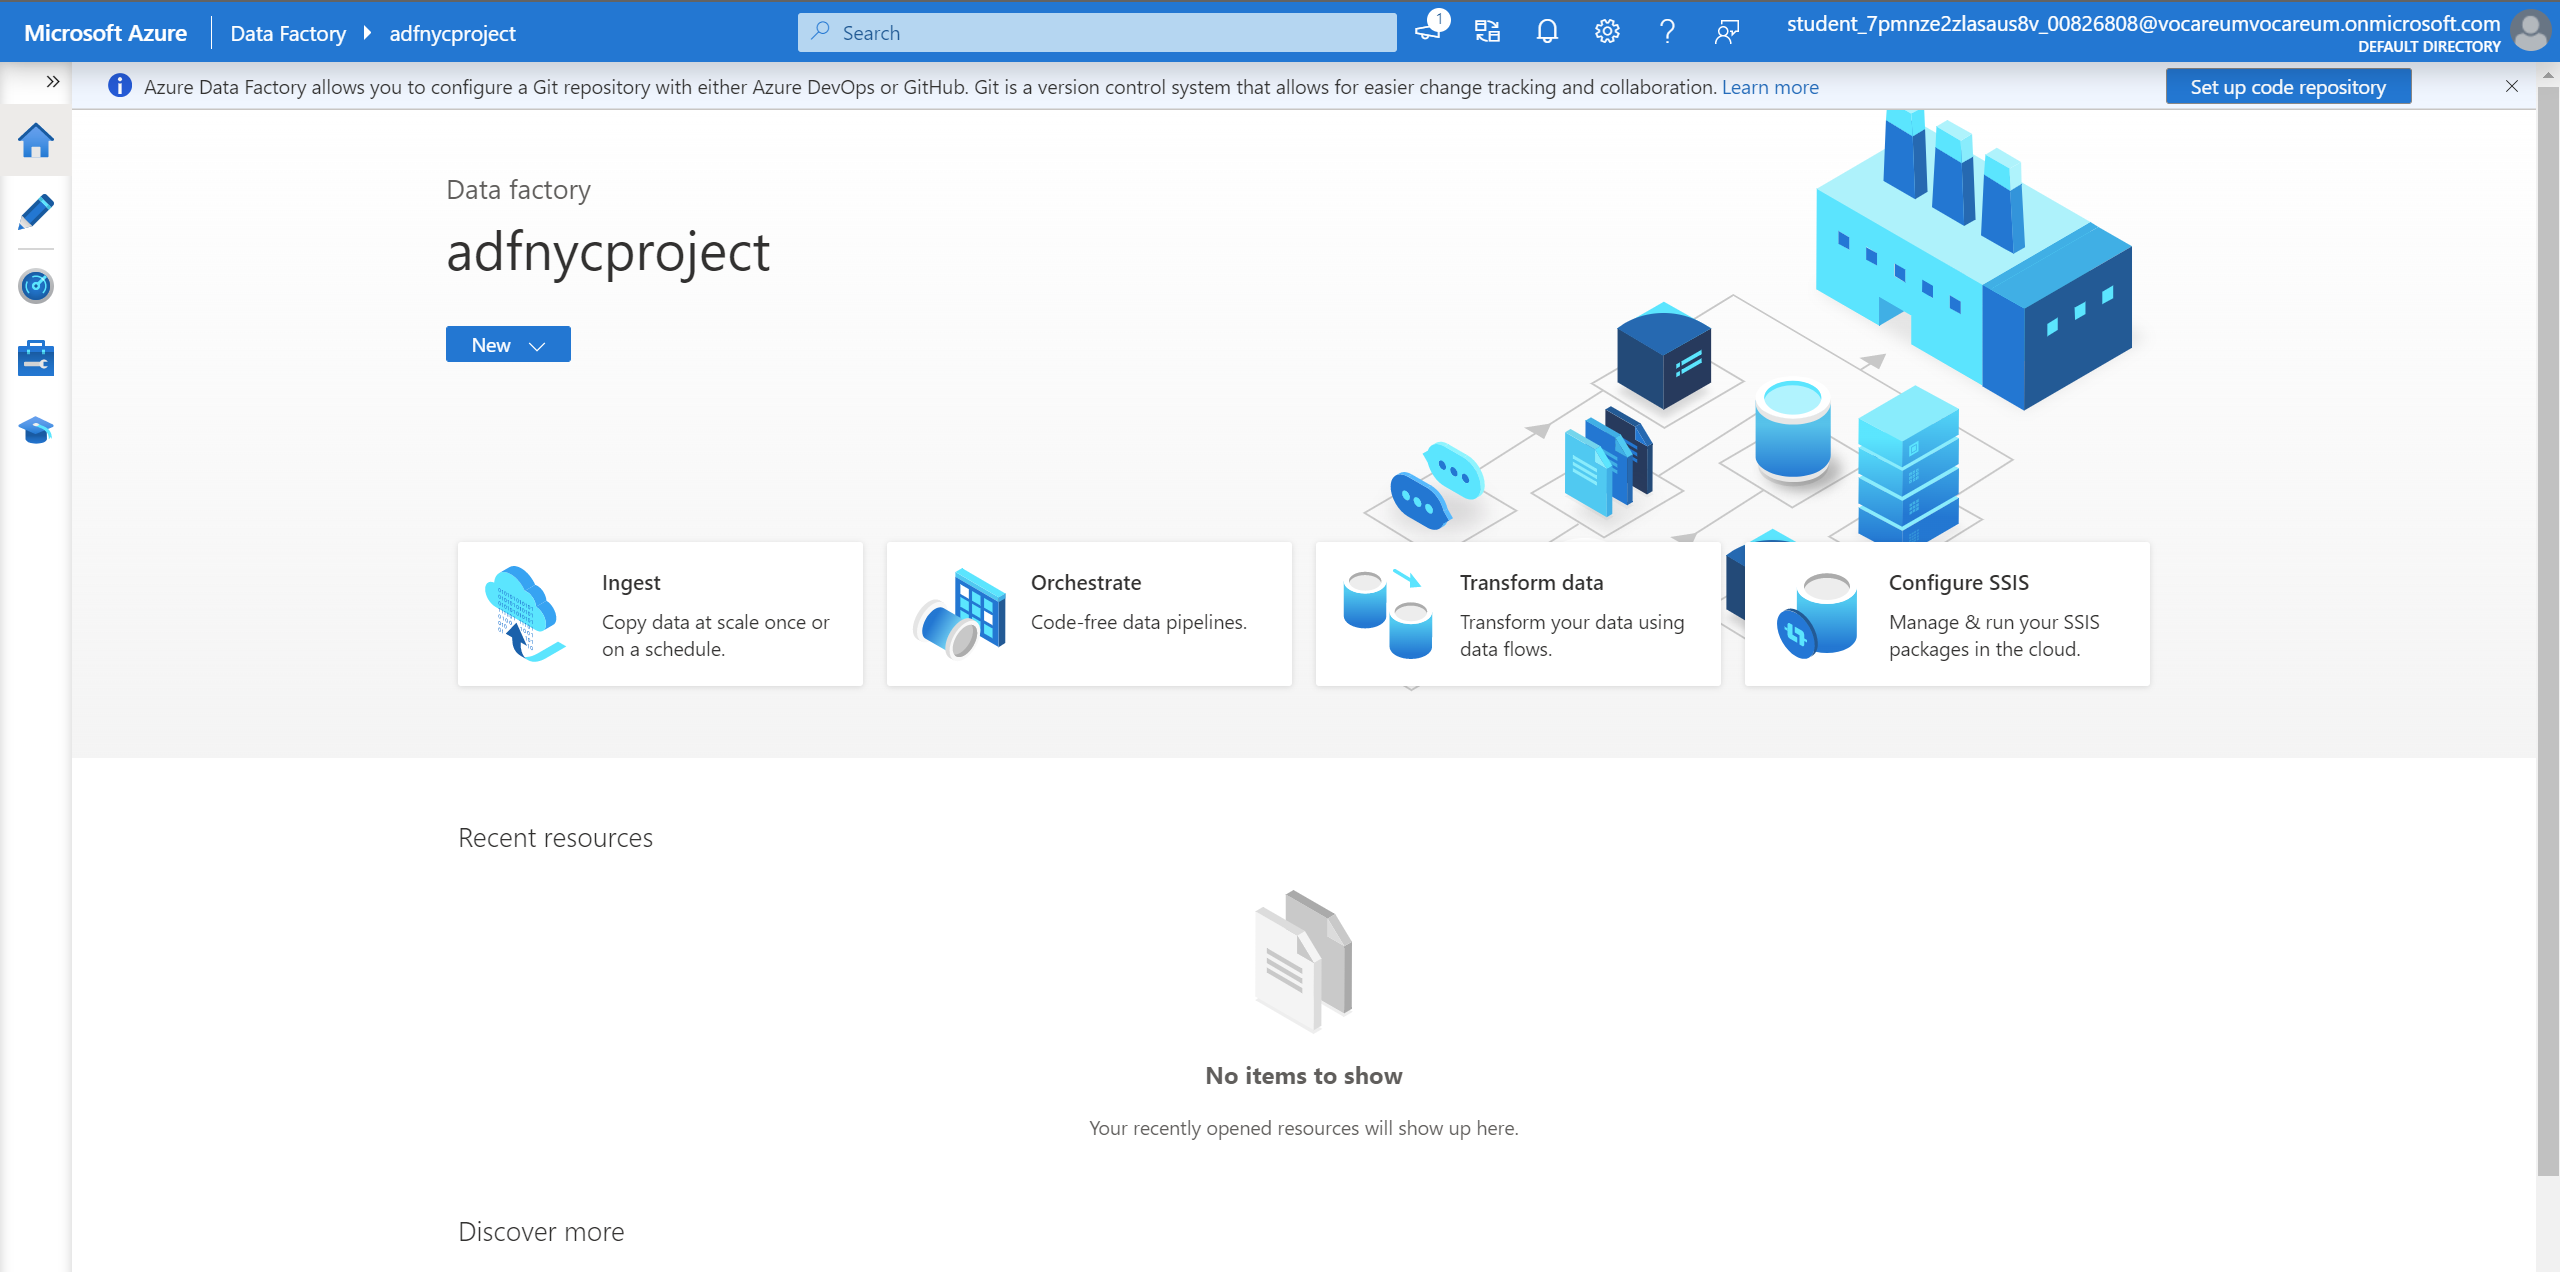 Microsoft Azure
Data Factory
adfnycproject
Search
1
student_7pmnze2zlasaus8v_00826808@vocareumvocareum.onmicrosoft.com
DEFAULT DIRECTORY
Azure Data Factory allows you to configure a Git repository with either Azure DevOps or GitHub. Git is a version control system that allows for easier change tracking and collaboration. Learn more
Set up code repository
Data factory
adfnycproject
New
Ingest
Copy data at scale once or
on a schedule.
Orchestrate
Code-free data pipelines.
Transform data
Transform your data using
data flows.
Configure SSIS
Manage & run your SSIS
packages in the cloud.
Recent resources
No items to show
Your recently opened resources will show up here.
Discover more